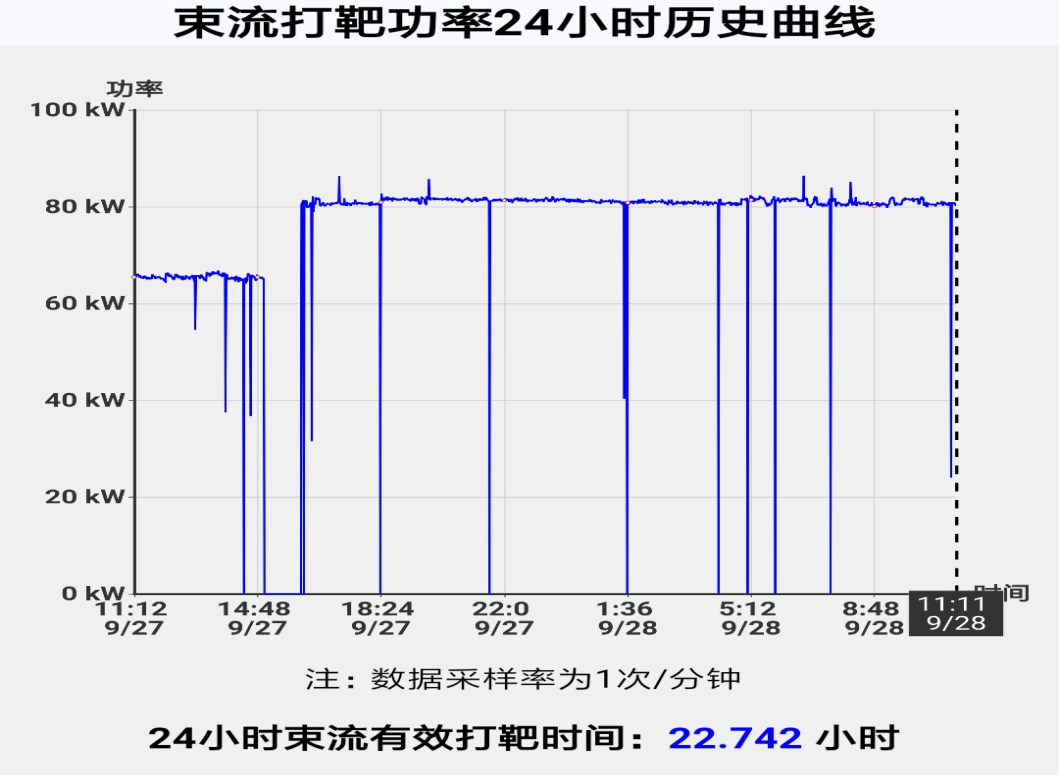 束流打靶功率24小时历史曲线
功率
100 kW
80 kW
60 kW
40 kW
20 kW
0 kW
时间
11:12 14:48 18:24 22:0 1:36 5:12 8:48 11:11
9/27 9/27 9/27 9/27 9/28 9/28 9/28 9/28
注：数据采样率为1次/分钟
24小时束流有效打靶时间：22.742 小时